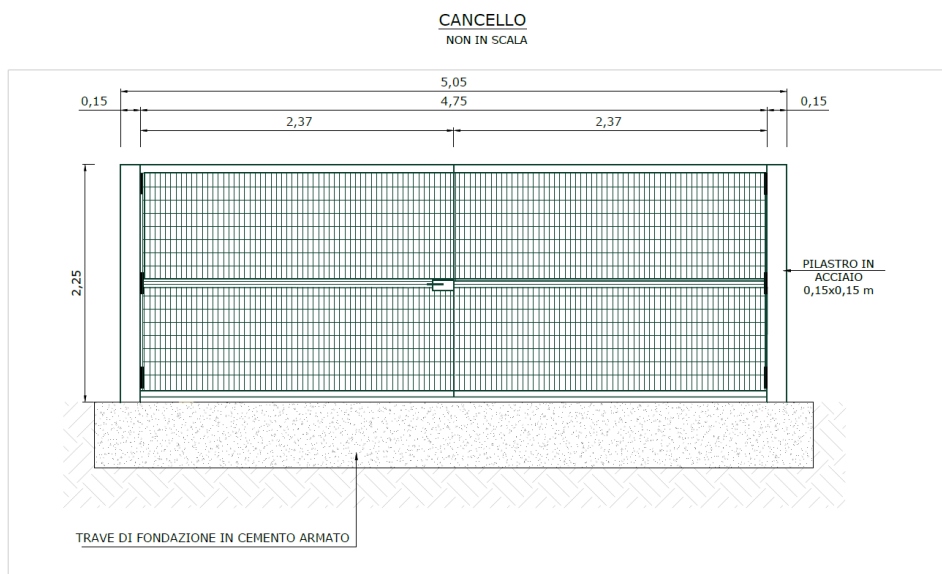 CANCELLO
NON IN SCALA
5,05
0,15
4,75
0,15
2,37
2,37
2,25
PILASTRO IN
ACCIAIO
0,15x0,15 m
TRAVE DI FONDAZIONE IN CEMENTO ARMATO